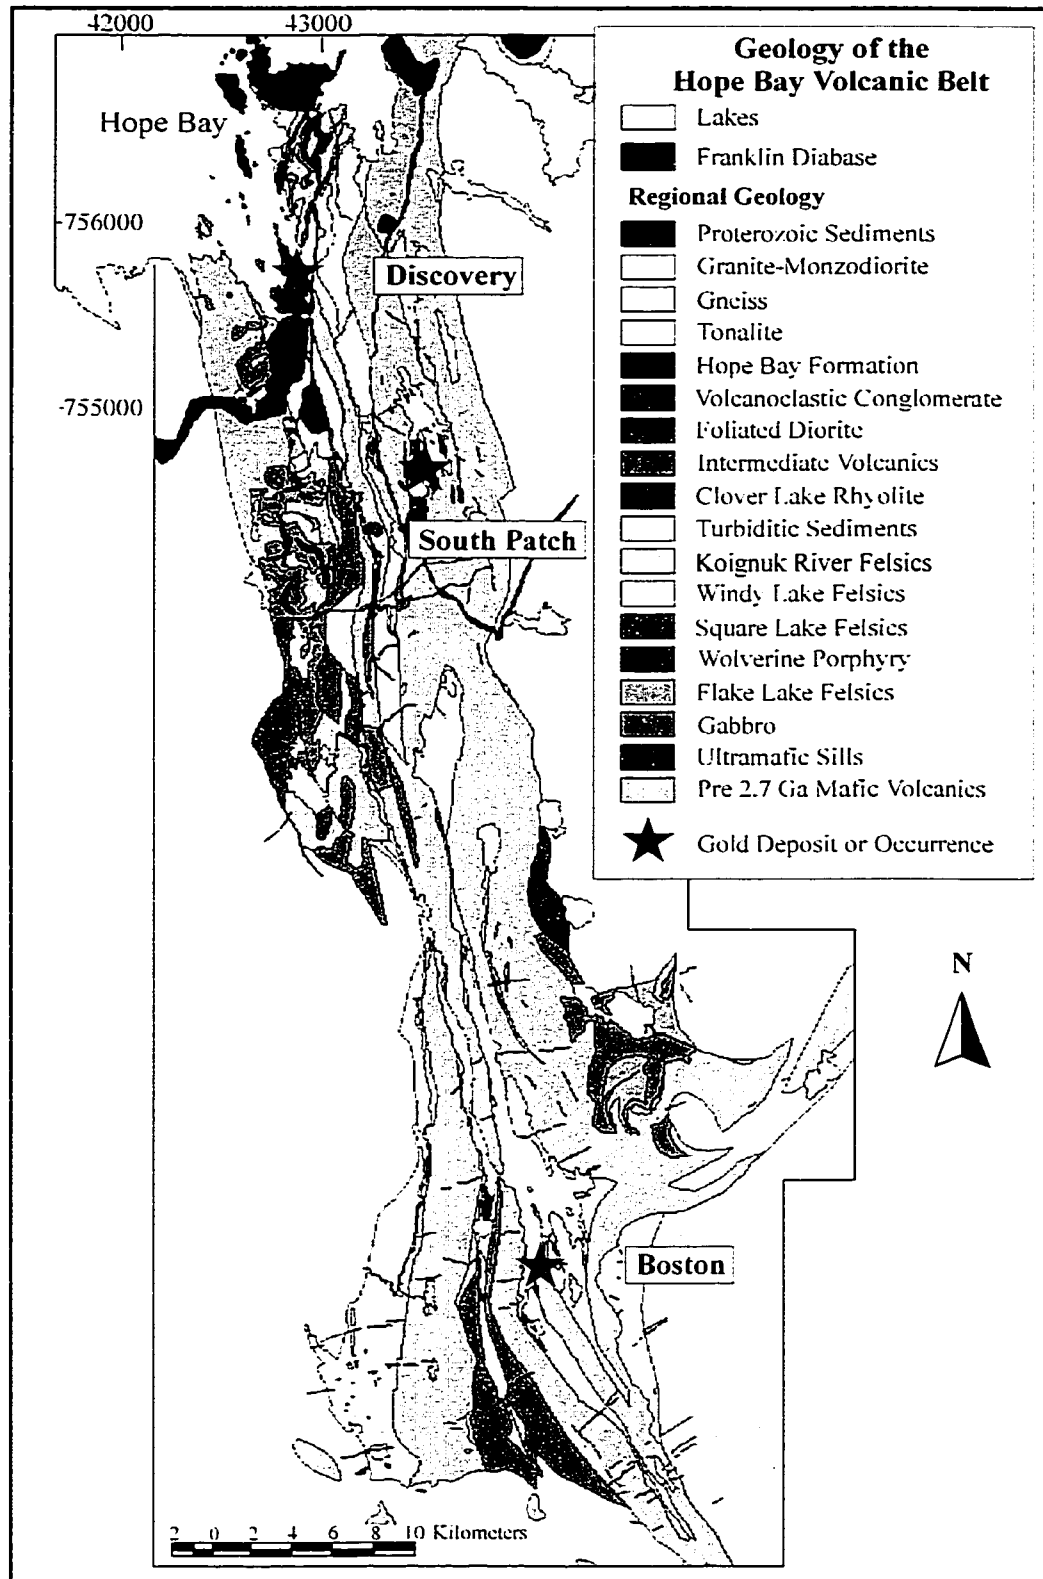 42000 43000
Hope Bay
-756000
-755000
Discovery
South Patch
Boston
Geology of the
Hope Bay Volcanic Belt
Lakes
Franklin Diabase
Regional Geology
Proterozoic Sediments
Granite-Monzodiorite
Gneiss
Tonalite
Hope Bay Formation
Volcanoclastic Conglomerate
Foliated Diorite
Intermediate Volcanics
Clover Lake Rhyolite
Turbiditic Sediments
Koignuk River Felsics
Windy Lake Felsics
Square Lake Felsics
Wolverine Porphyry
Flake Lake Felsics
Gabbro
Ultramafic Sills
Pre 2.7 Ga Mafic Volcanics
Gold Deposit or Occurrence
N
2 0 2 4 6 8 10 Kilometers